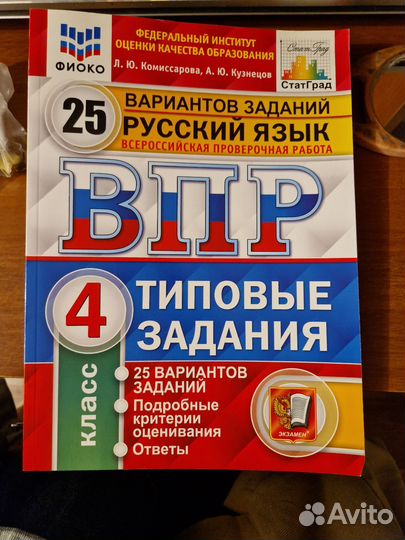 ФЕДЕРАЛЬНЫЙ ИНСТИТУТ
ОЦЕНКИ КАЧЕСТВА ОБРАЗОВАНИЯ
ФИОКО
Л. Ю. Комиссарова, А. Ю. Кузнецов
СтатГрад
СтатГрад
25
ВАРИАНТОВ ЗАДАНИЙ
РУССКИЙ ЯЗЫК
ВСЕРОССИЙСКАЯ ПРОВЕРОЧНАЯ РАБОТА
ВПР
4
КЛАСС
ТИПОВЫЕ
ЗАДАНИЯ
25 ВАРИАНТОВ
ЗАДАНИЙ
Подробные
критерии
оценивания
Ответы
ЭКЗАМЕН
Avito